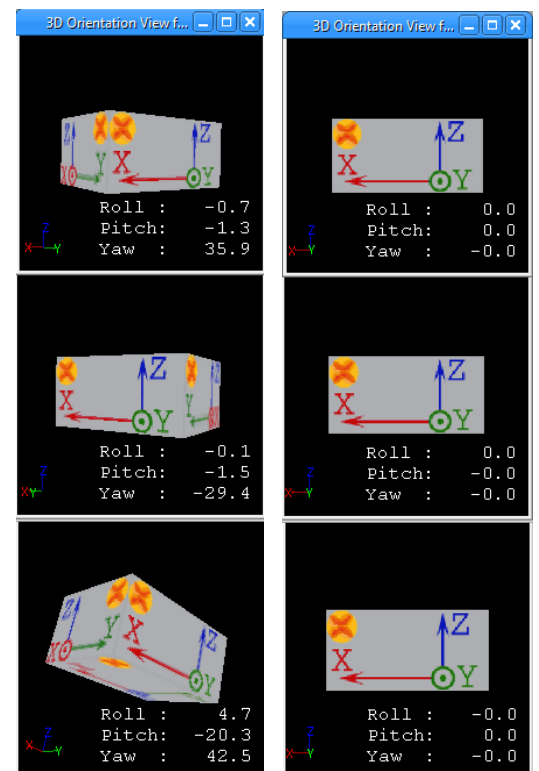 3D Orientation View f...
Z
Z
X
Y
X
Y
Roll : -0.7
Pitch: -1.3
Yaw : 35.9
Z
X
Y
Z
X
Y
Z
Y
X
Roll : -0.1
Pitch: -1.5
Yaw : -29.4
Z
X Y
Z
Z
X
Y
X
Y
Roll : 4.7
Pitch: -20.3
Yaw : 42.5
Z
X
Y
3D Orientation View f...
Z
X
Y
Roll : 0.0
Pitch: 0.0
Yaw : -0.0
Z
X
Y
Z
X
Y
Roll : 0.0
Pitch: -0.0
Yaw : -0.0
Z
X
Y
Z
X
Y
Roll : -0.0
Pitch: 0.0
Yaw : -0.0
Z
X
Y